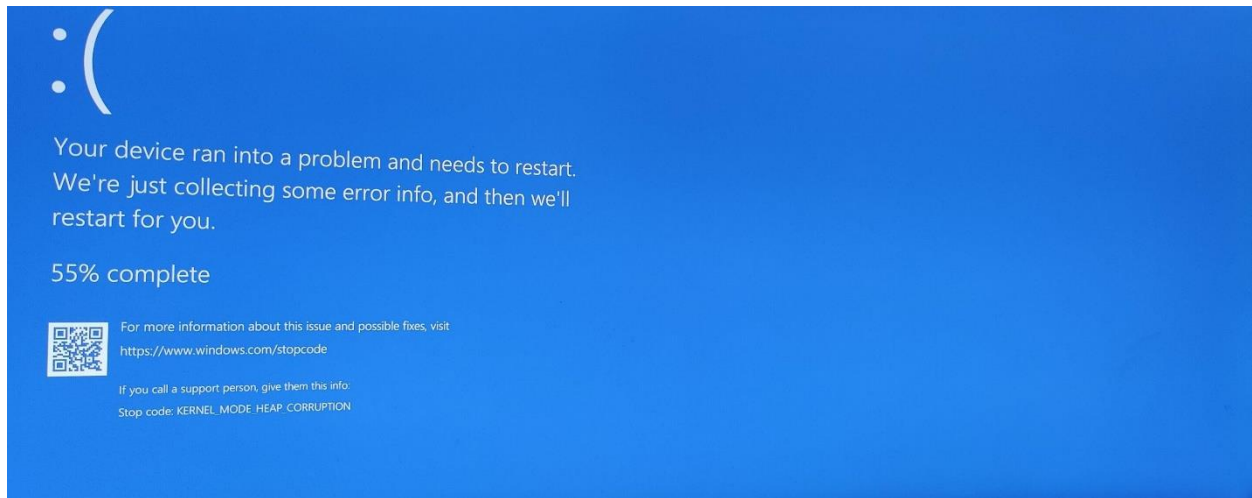 :(
Your device ran into a problem and needs to restart.
We're just collecting some error info, and then we'll
restart for you.
55% complete
For more information about this issue and possible fixes, visit
https://www.windows.com/stopcode
If you call a support person, give them this info:
Stop code: KERNEL_MODE_HEAP_CORRUPTION